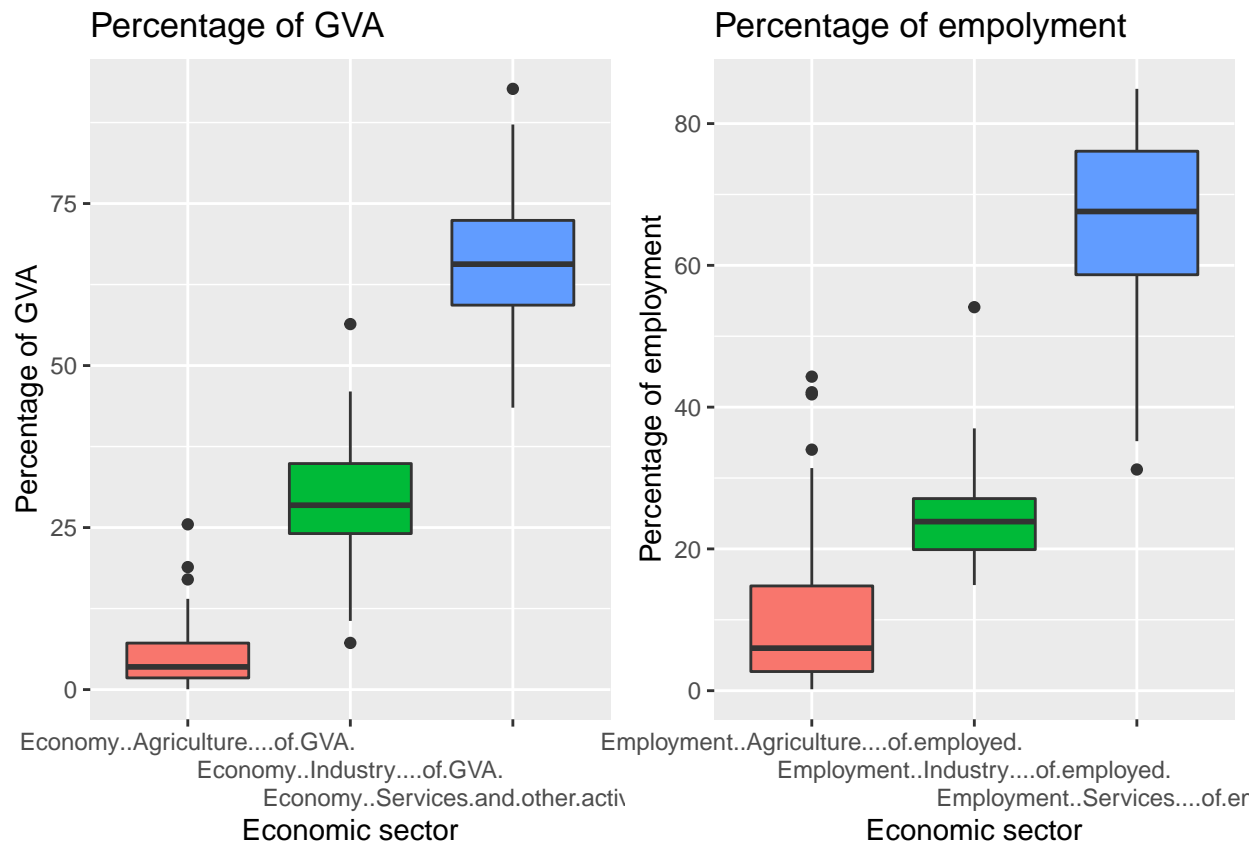 Percentage of GVA
Percentage of GVA
75
50
25
0
Economy..Agriculture....of.GVA.
Economy..Industry....of.GVA.
Economy..Services.and.other.activ
Economic sector
Percentage of empolyment
Percentage of employment
80
60
40
20
0
Employment..Agriculture....of.employed.
Employment..Industry....of.employed.
Employment..Services....of.em
Economic sector